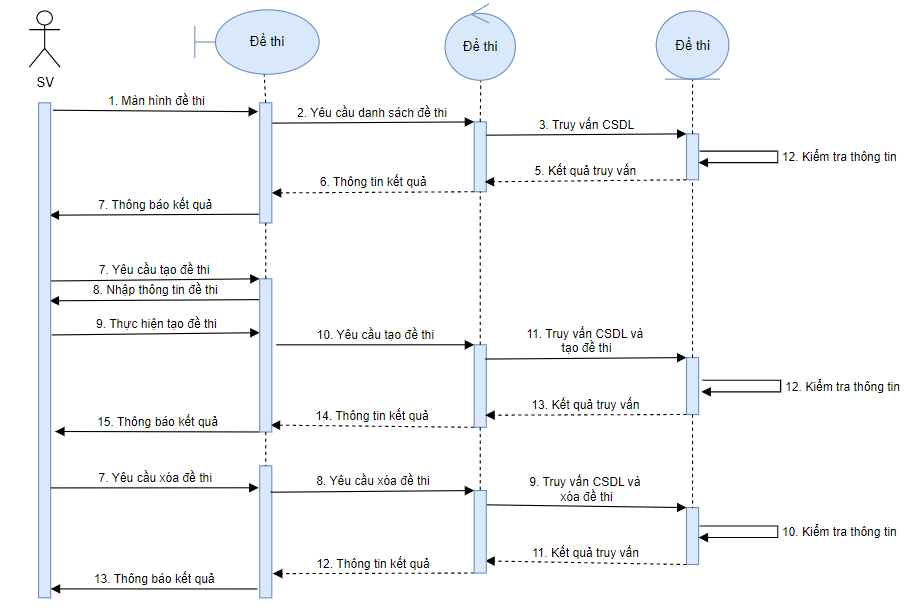 Đề thi
Đề thi
Đề thi
SV
1. Màn hình đề thi
2. Yêu cầu danh sách đề thi
3. Truy vấn CSDL
12. Kiểm tra thông tin
5. Kết quả truy vấn
6. Thông tin kết quả
7. Thông báo kết quả
7. Yêu cầu tạo đề thi
8. Nhập thông tin đề thi
9. Thực hiện tạo đề thi
10. Yêu cầu tạo đề thi
11. Truy vấn CSDL và
tạo đề thi
12. Kiểm tra thông tin
13. Kết quả truy vấn
14. Thông tin kết quả
15. Thông báo kết quả
7. Yêu cầu xóa đề thi
8. Yêu cầu xóa đề thi
9. Truy vấn CSDL và
xóa đề thi
10. Kiểm tra thông tin
11. Kết quả truy vấn
12. Thông tin kết quả
13. Thông báo kết quả